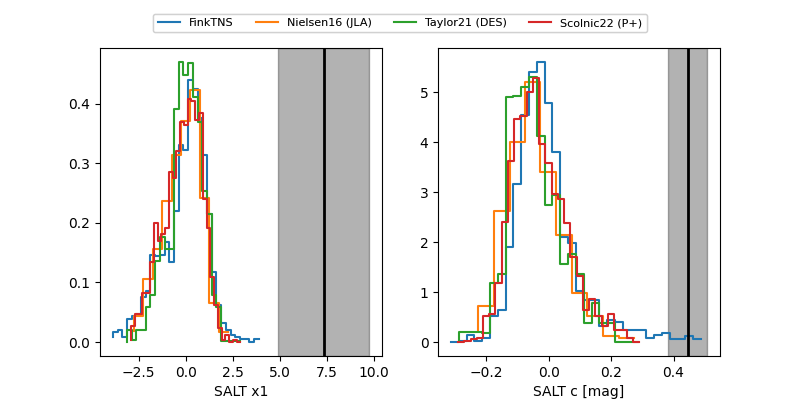 FinkTNS Nielsen16 (JLA) Taylor21 (DES) Scolnic22 (P+)
0.4
0.3
0.2
0.1
0.0
−2.5 0.0 2.5 5.0 7.5 10.0
SALT x1
5
4
3
2
1
0
−0.2 0.0 0.2 0.4
SALT c [mag]